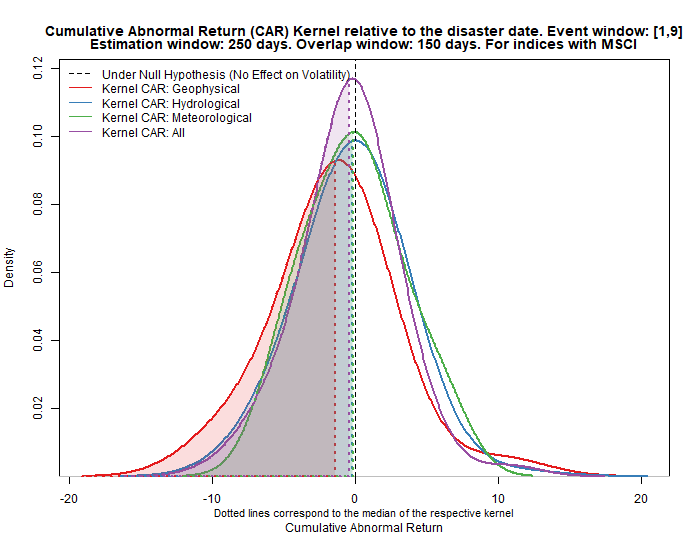 Cumulative Abnormal Return (CAR) Kernel relative to the disaster date. Event window: [1,9]
Estimation window: 250 days. Overlap window: 150 days. For indices with MSCI
Under Null Hypothesis (No Effect on Volatility)
Kernel CAR: Geophysical
Kernel CAR: Hydrological
Kernel CAR: Meteorological
Kernel CAR: All
Density
0.12
0.10
0.08
0.06
0.04
0.02
-20 -10 0 10 20
Dotted lines correspond to the median of the respective kernel
Cumulative Abnormal Return